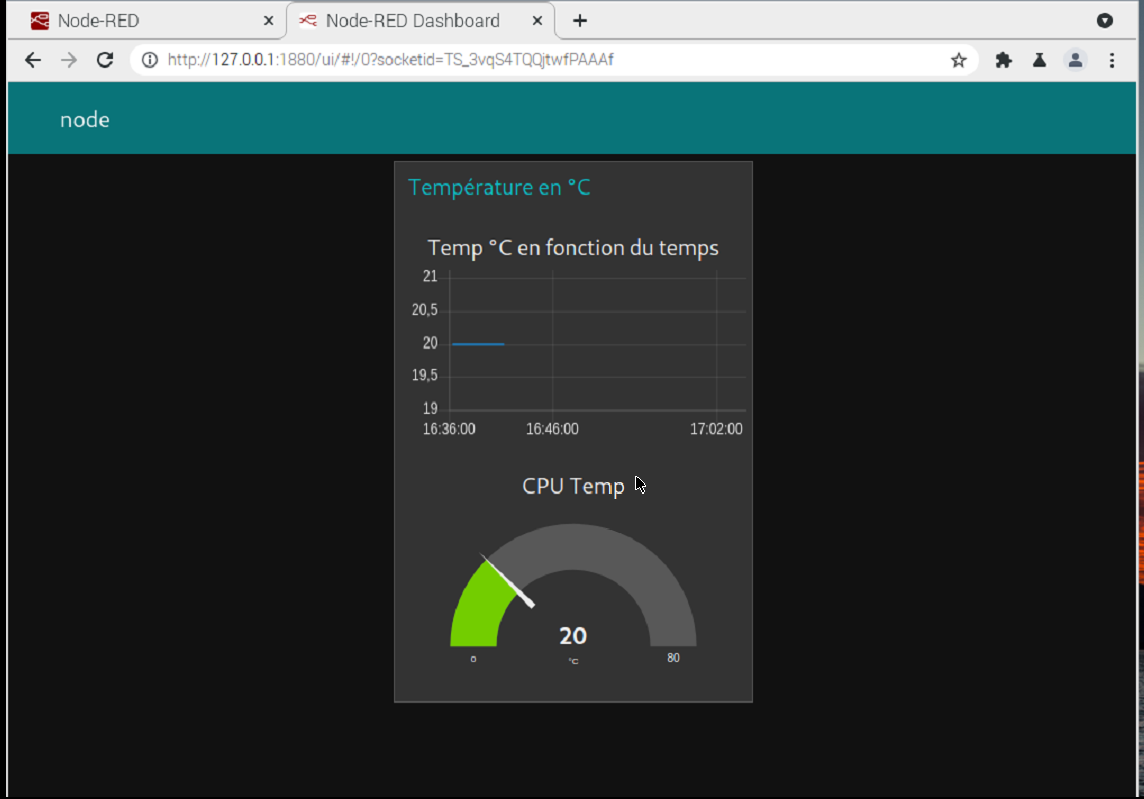 Node-RED
Node-RED Dashboard
http://127.0.0.1:1880/ui/#!/0?socketid=TS_3vqS4TQQjtwfPAAAf
node
Température en °C
Temp °C en fonction du temps
21
20,5
20
19,5
19
16:36:00 16:46:00 17:02:00
CPU Temp
20
0 °C 80